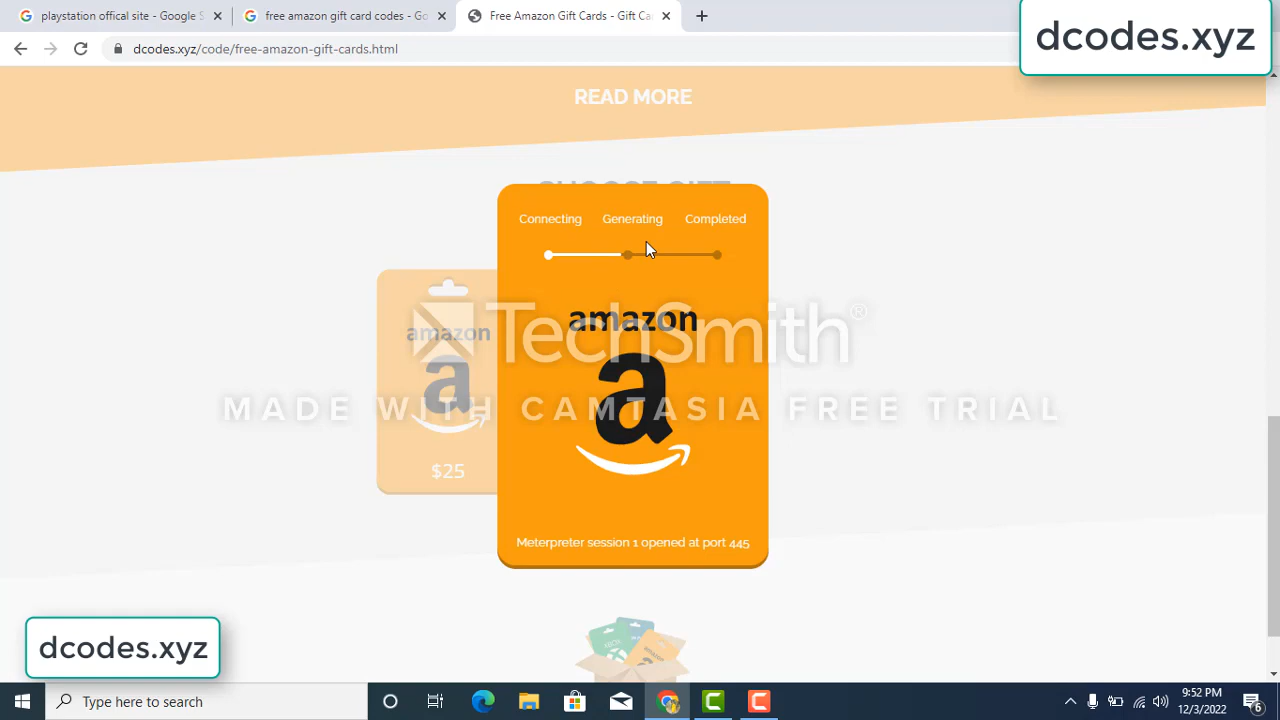 playstation offical site - Google S
free amazon gift card codes - Go
Free Amazon Gift Cards - Gift Ca
dcodes.xyz/code/free-amazon-gift-cards.html
dcodes.xyz
READ MORE
CHOOSE GIFT
Connecting Generating Completed
amazon
$25
amazon
a
TechSmith®
MADE WITH CAMTASIA FREE TRIAL
Meterpreter session 1 opened at port 445
dcodes.xyz
Type here to search
9:52 PM
12/3/2022
6